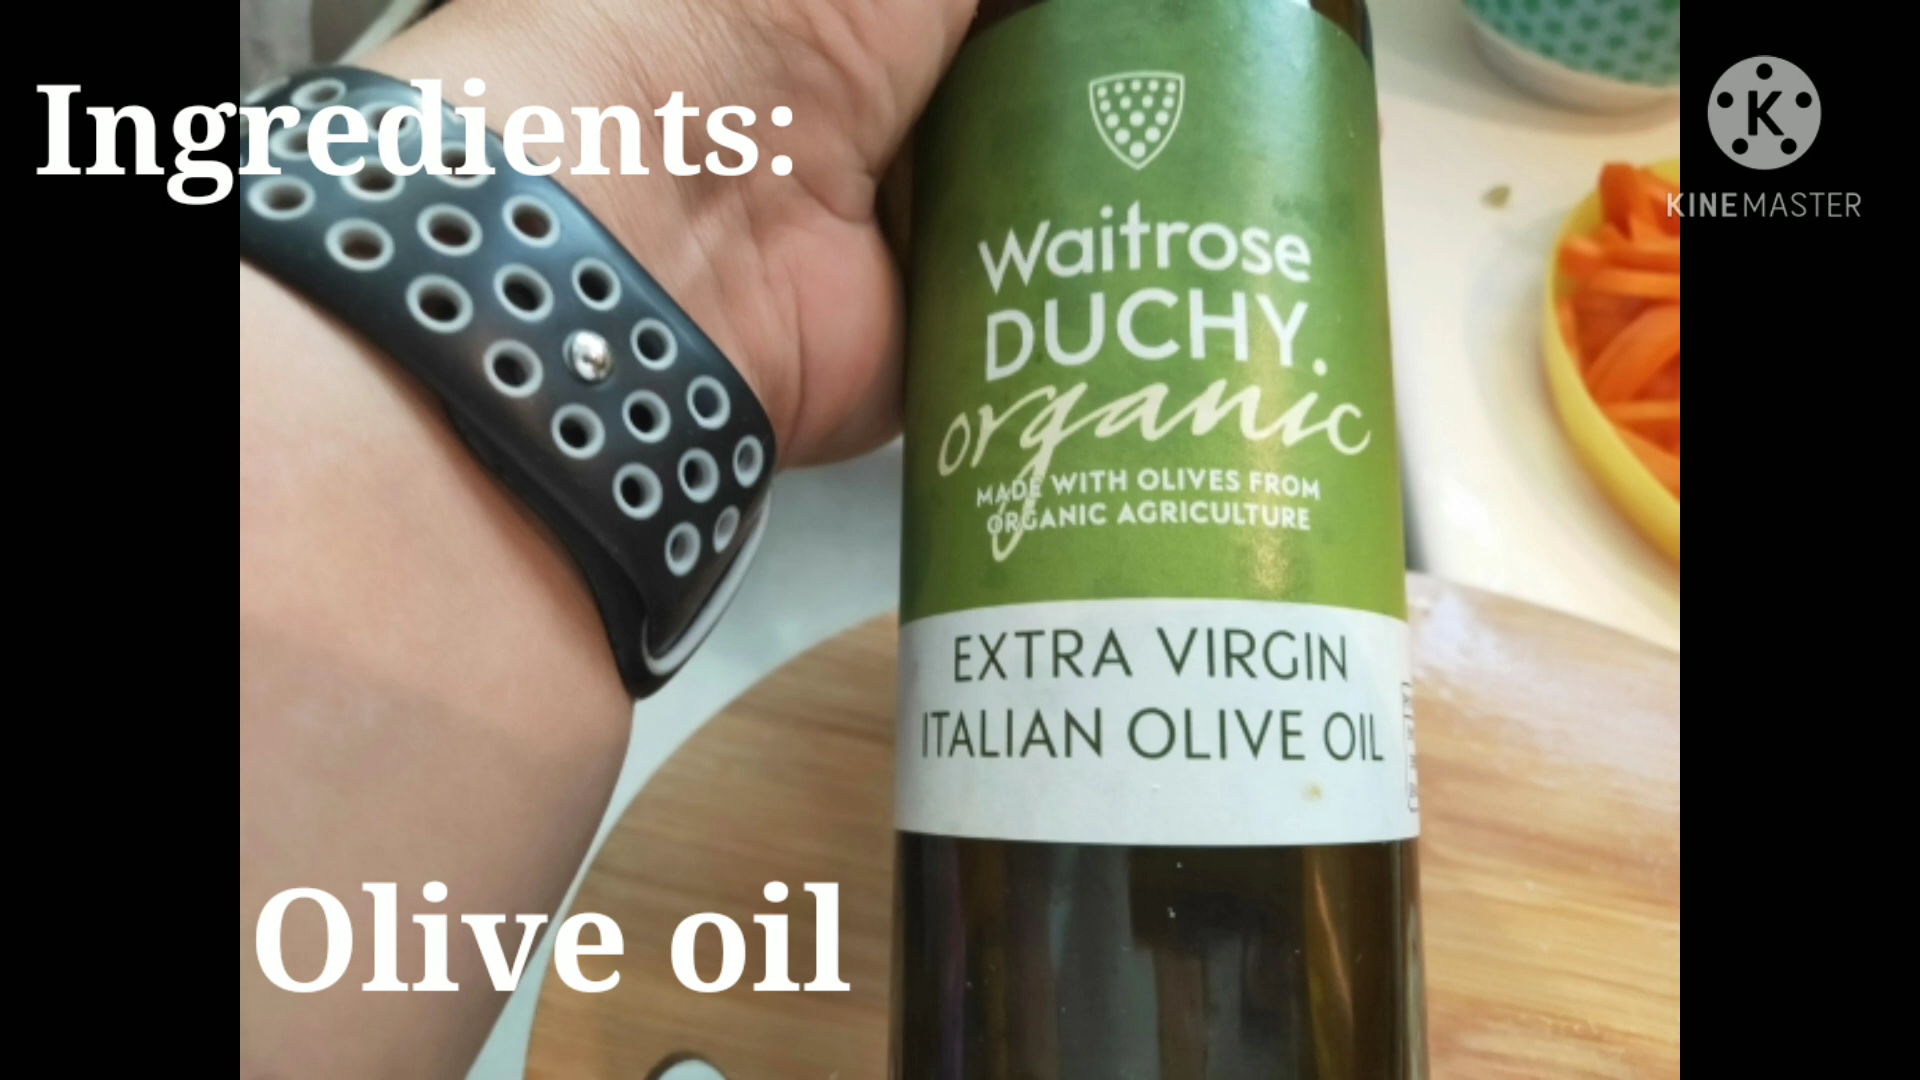 Ingredients:
K
KINEMASTER
Waitrose
DUCHY.
organic
MADE WITH OLIVES FROM
ORGANIC AGRICULTURE
EXTRA VIRGIN
ITALIAN OLIVE OIL
Olive oil